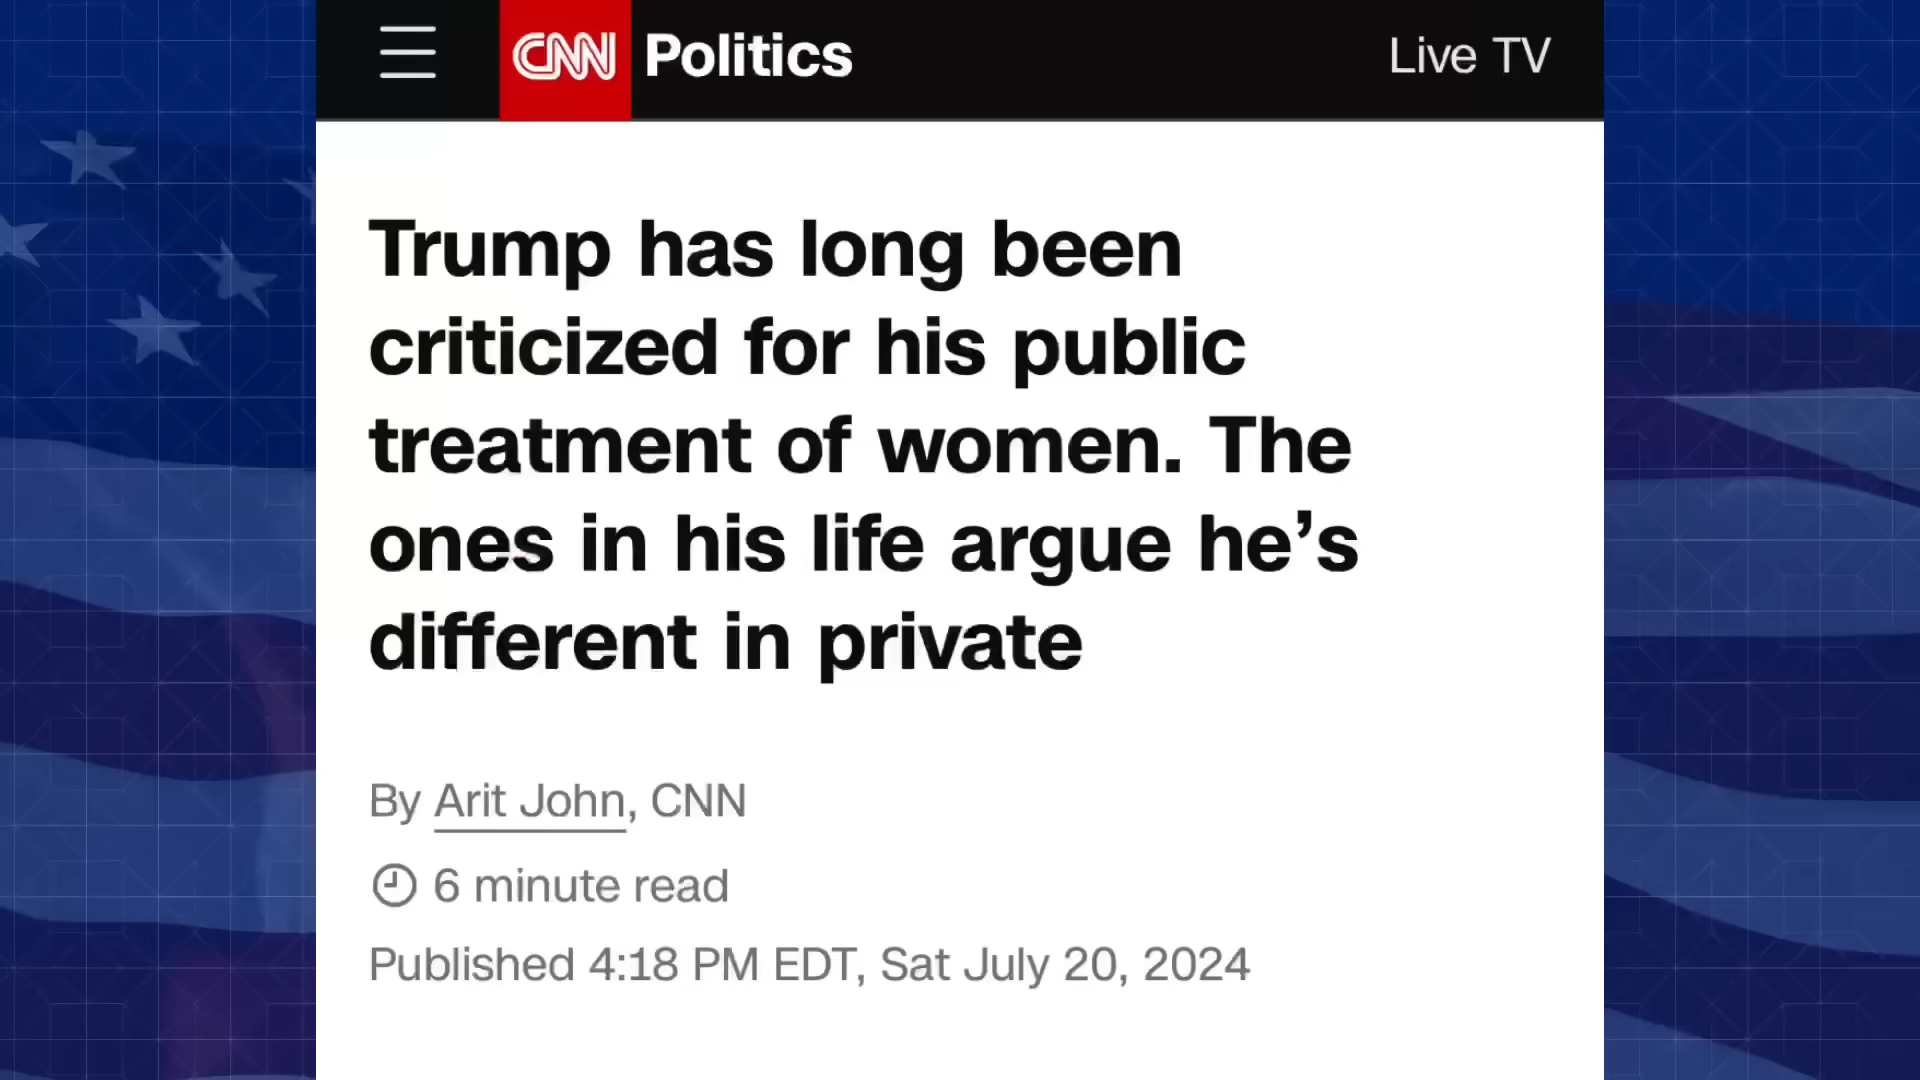 CNN Politics
Live TV
Trump has long been
criticized for his public
treatment of women. The
ones in his life argue he’s
different in private
By Arit John, CNN
6 minute read
Published 4:18 PM EDT, Sat July 20, 2024